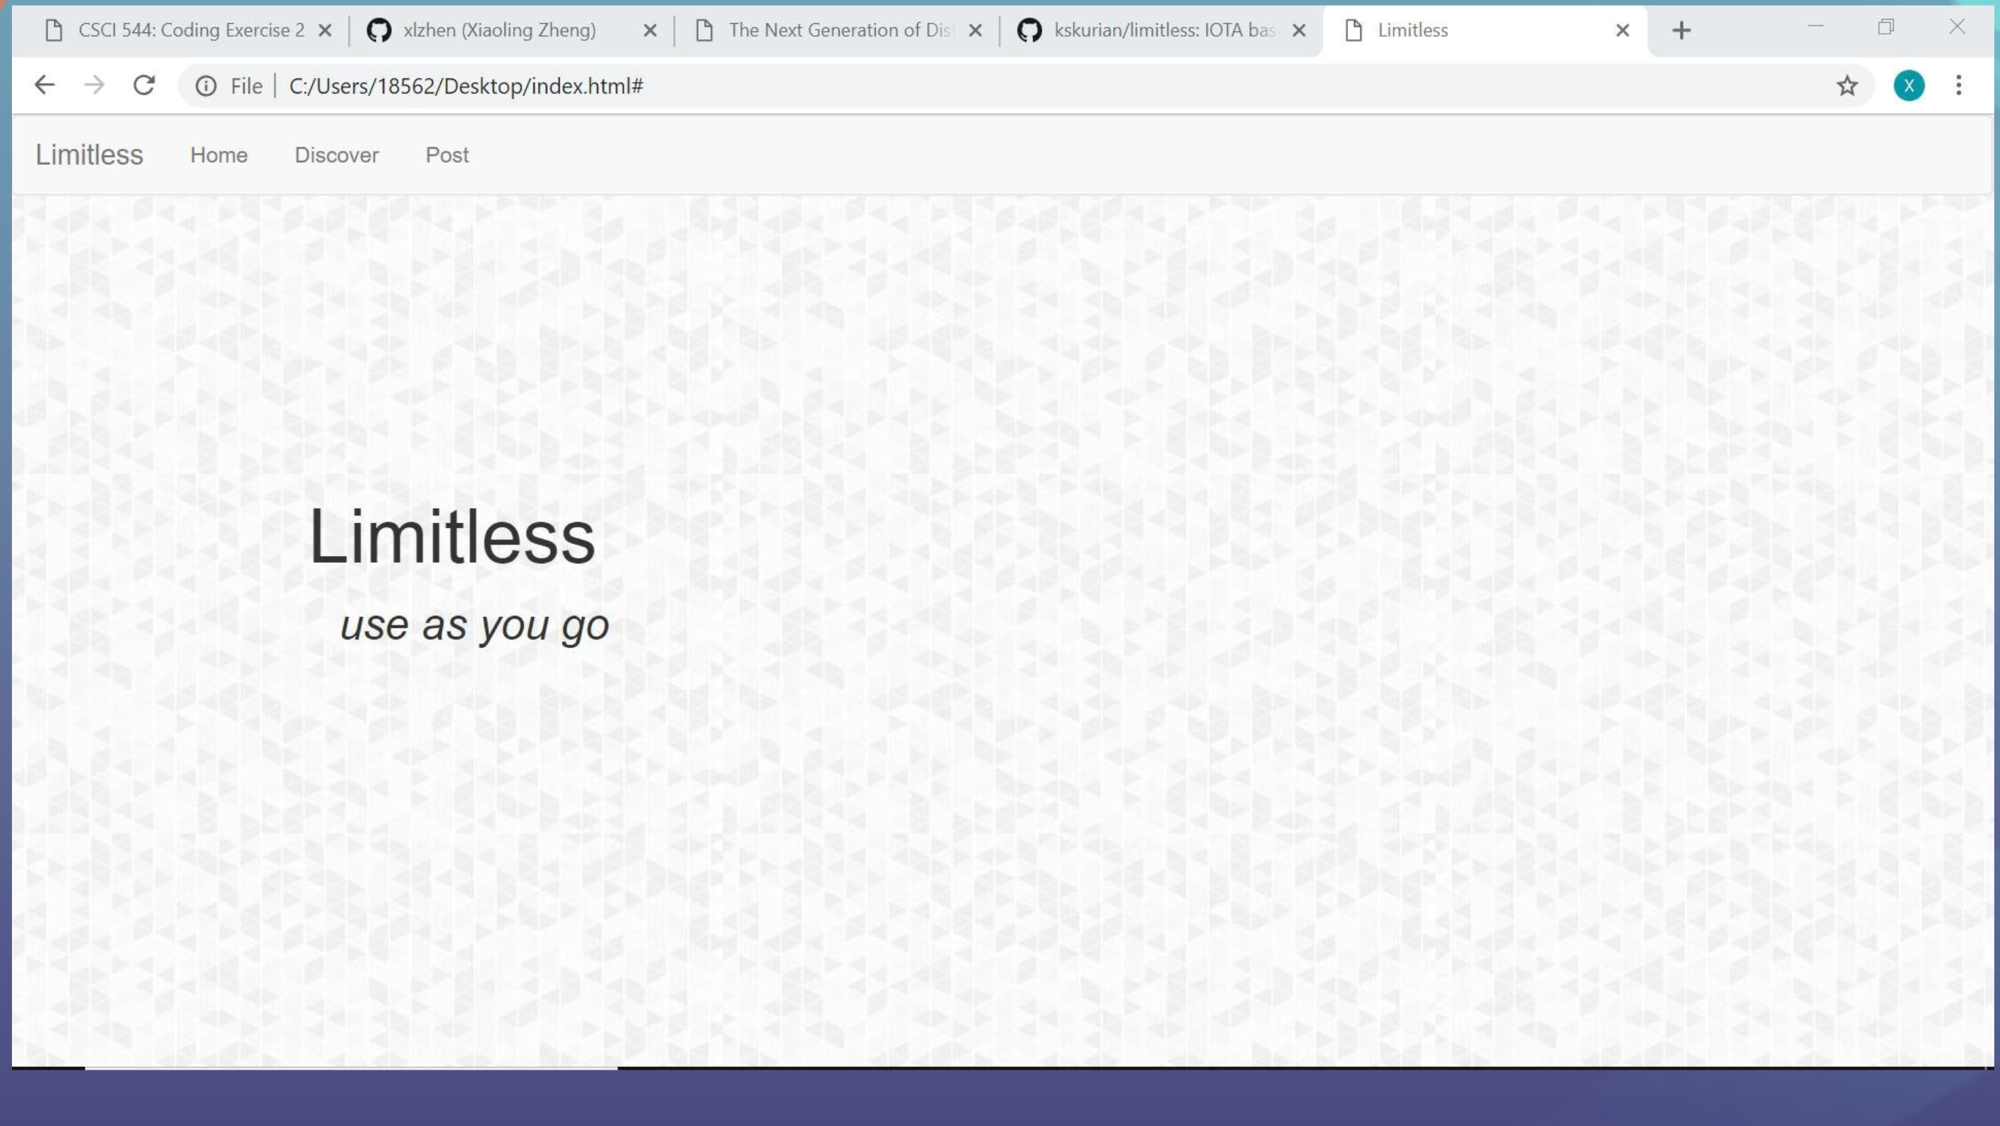 CSCI 544: Coding Exercise 2
xlzhen (Xiaoling Zheng)
The Next Generation of Dis
kskurian/limitless: IOTA bas
Limitless
File
C:/Users/18562/Desktop/index.html#
X
Limitless
Home
Discover
Post
Limitless
use as you go